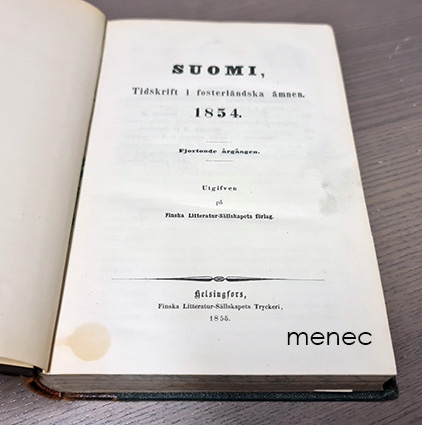 SUOMI,
Tidskrift i fosterländska ämnen.
1854.
Fjortonde årgången.
Utgifven
på
Finska Litteratur-Sällskapets förlag.
Helsingfors,
Finska Litteratur-Sällskapets Tryckeri,
1855.
menec